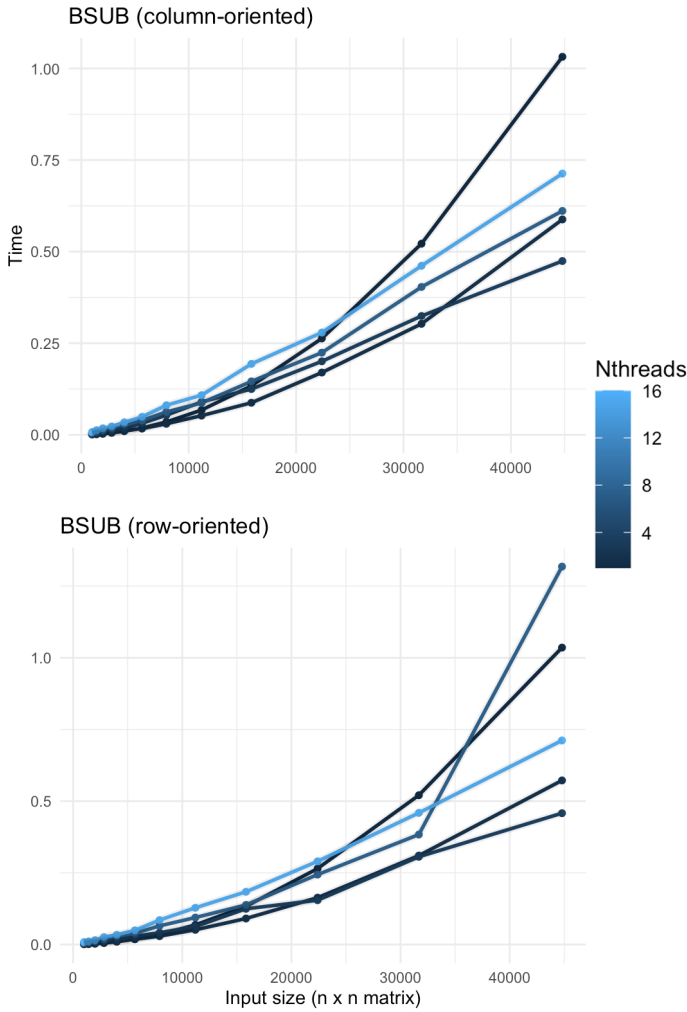 BSUB (column-oriented)
1.00
0.75
0.50
0.25
0.00
Time
0 10000 20000 30000 40000
Nthreads
16
12
8
4
BSUB (row-oriented)
1.0
0.5
0.0
0 10000 20000 30000 40000
Input size (n x n matrix)